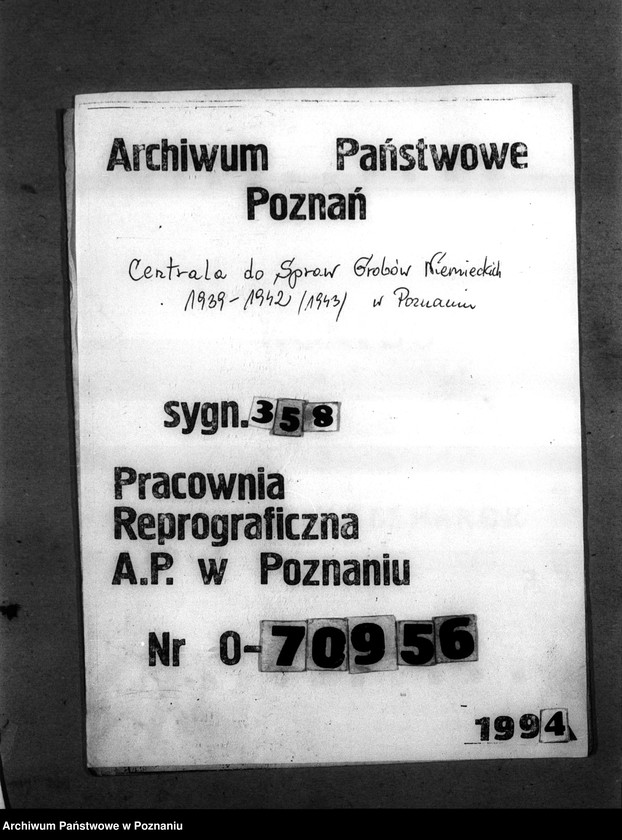 Archiwum Państwowe
Poznań
Centrala do Spraw Grobów Niemieckich
1939-1942/1943/ w Poznaniu
sygn. 358
Pracownia
Reprograficzna
A.P. w Poznaniu
Nr O-70956
1994
Archiwum Państwowe w Poznaniu